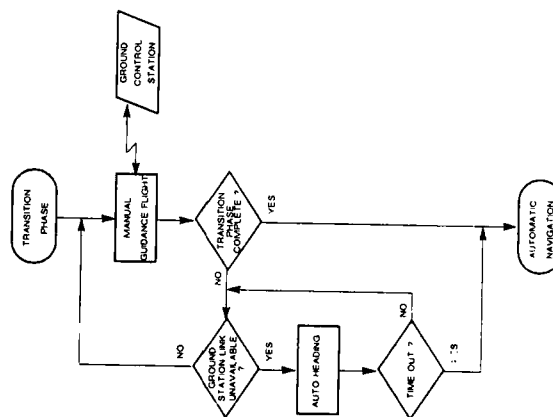 TRANSITION
PHASE
GROUND
CONTROL
STATION
MANUAL
GUIDANCE FLIGHT
TRANSITION
PHASE
COMPLETE ?
YES
NO
GROUND
STATION LINK
UNAVAILABLE
?
NO
YES
AUTO HEADING
TIME OUT ?
NO
AUTOMATIC
NAVIGATION